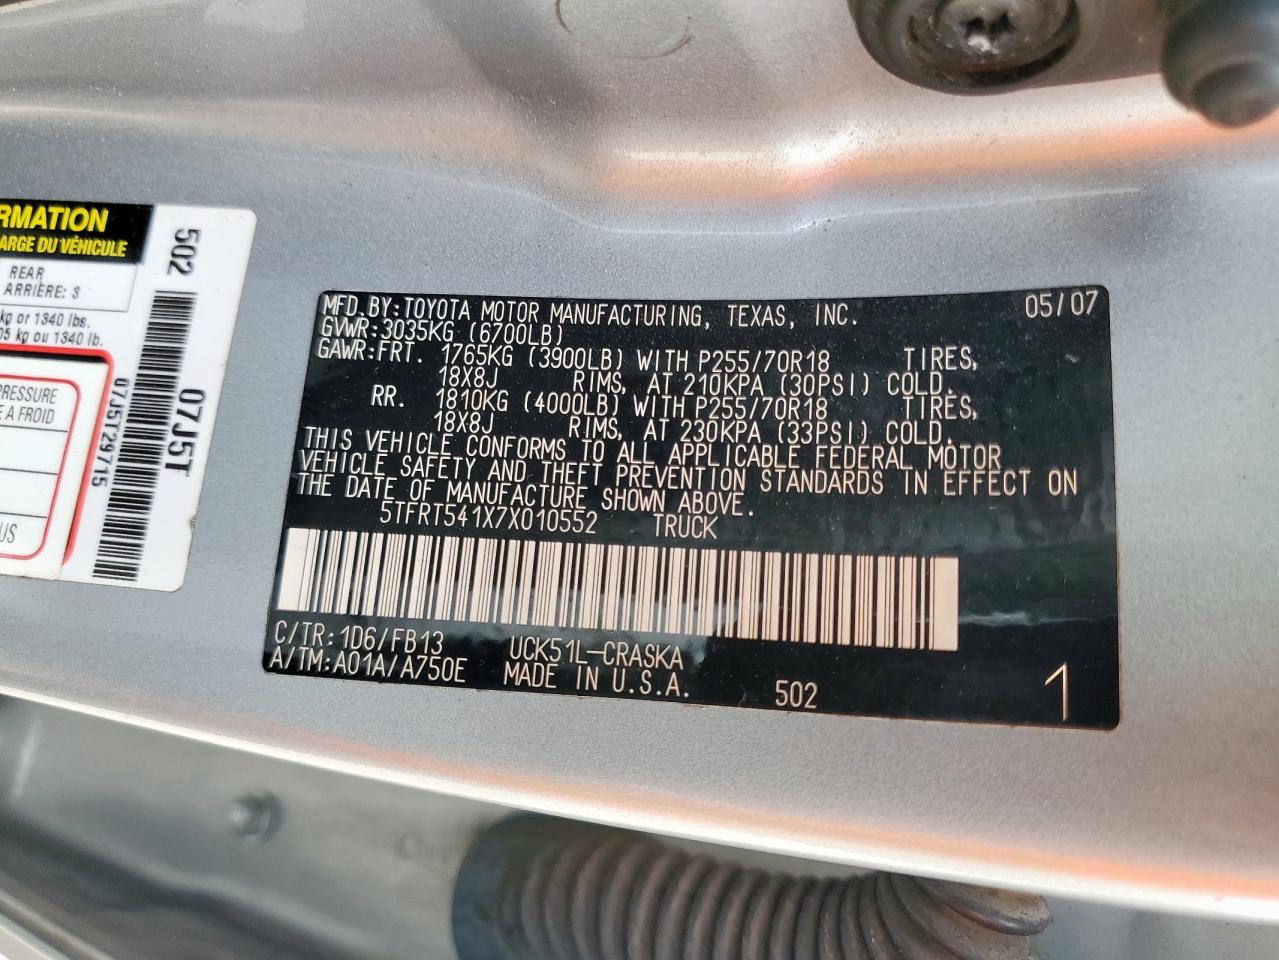 RMATION
ARGE DU VÉHICULE
REAR
ARRIÈRE: 3
kg or 1340 lbs.
05 kg ou 1340 lb.
PRESSURE
E A FROID
US
502
07J5T
07J5T29715
MFD.BY:TOYOTA MOTOR MANUFACTURING, TEXAS, INC. 05/07
GVWR:3035KG (6700LB)
GAWR:FRT. 1765KG (3900LB) WITH P255/70R18 TIRES,
18X8J RIMS, AT 210KPA (30PSI) COLD.
RR. 1810KG (4000LB) WITH P255/70R18 TIRES,
18X8J RIMS, AT 230KPA (33PSI) COLD.
THIS VEHICLE CONFORMS TO ALL APPLICABLE FEDERAL MOTOR
VEHICLE SAFETY AND THEFT PREVENTION STANDARDS IN EFFECT ON
THE DATE OF MANUFACTURE SHOWN ABOVE.
5TFRT541X7X010552 TRUCK
C/TR:1D6/FB13 UCK51L-CRASKA
A/TM:A01A/A750E MADE IN U.S.A. 502 1